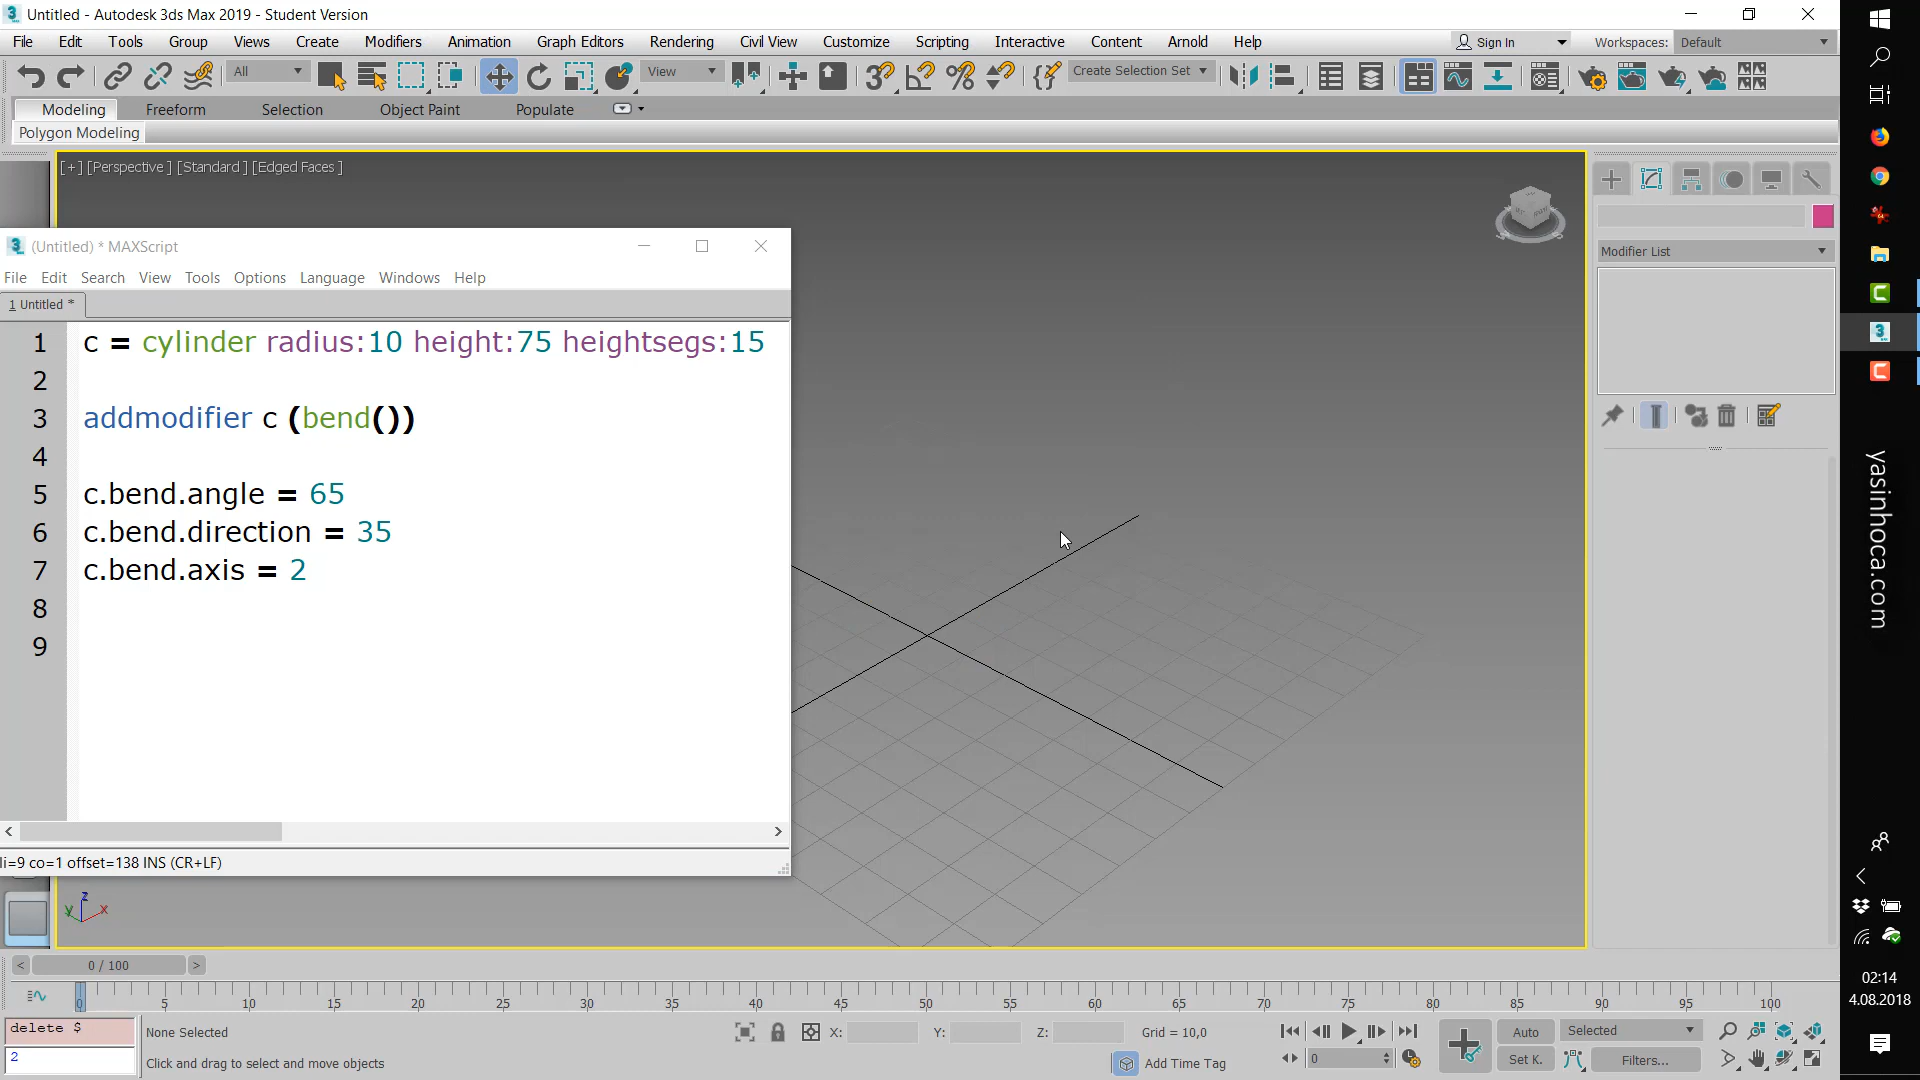 Untitled - Autodesk 3ds Max 2019 - Student Version
File Edit Tools Group Views Create Modifiers Animation Graph Editors Rendering Civil View Customize Scripting Interactive Content Arnold Help Sign In Workspaces: Default
All View Create Selection Set
Modeling Freeform Selection Object Paint Populate
Polygon Modeling
[ + ] [Perspective ] [Standard ] [Edged Faces ]
Modifier List
(Untitled) * MAXScript
File Edit Search View Tools Options Language Windows Help
1 Untitled *
1 c = cylinder radius:10 height:75 heightsegs:15
2
3 addmodifier c (bend())
4
5 c.bend.angle = 65
6 c.bend.direction = 35
7 c.bend.axis = 2
8
9
li=9 co=1 offset=138 INS (CR+LF)
z
y x
yasinhoca.com
< 0 / 100 >
0 5 10 15 20 25 30 35 40 45 50 55 60 65 70 75 80 85 90 95 100
delete $
2
None Selected
Click and drag to select and move objects
X: Y: Z: Grid = 10,0
Add Time Tag
0
Auto Selected
Set K. Filters...
02:14
4.08.2018